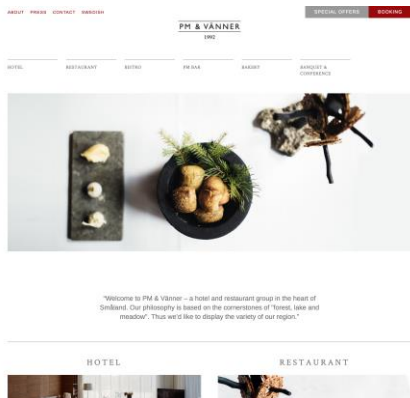 ABOUT PRESS CONTACT SWEDISH
SPECIAL OFFERS BOOKING
PM & VÄNNER
1992
HOTEL RESTAURANT BISTRO PM BAR BAKERY BANQUET &
CONFERENCE
"Welcome to PM & Vänner – a hotel and restaurant group in the heart of
Småland. Our philosophy is based on the cornerstones of "forest, lake and
meadow". Thus we'd like to display the variety of our region."
HOTEL RESTAURANT